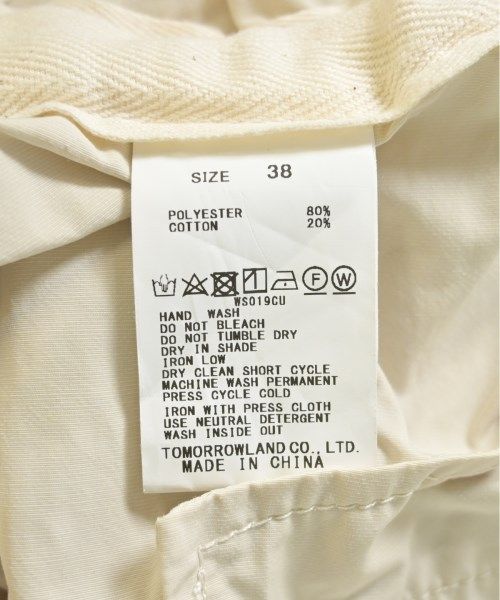 SIZE 38
POLYESTER 80%
COTTON 20%
F W
WS019CU
HAND WASH
DO NOT BLEACH
DO NOT TUMBLE DRY
DRY IN SHADE
IRON LOW
DRY CLEAN SHORT CYCLE
MACHINE WASH PERMANENT
PRESS CYCLE COLD
IRON WITH PRESS CLOTH
USE NEUTRAL DETERGENT
WASH INSIDE OUT
TOMORROWLAND CO., LTD.
MADE IN CHINA